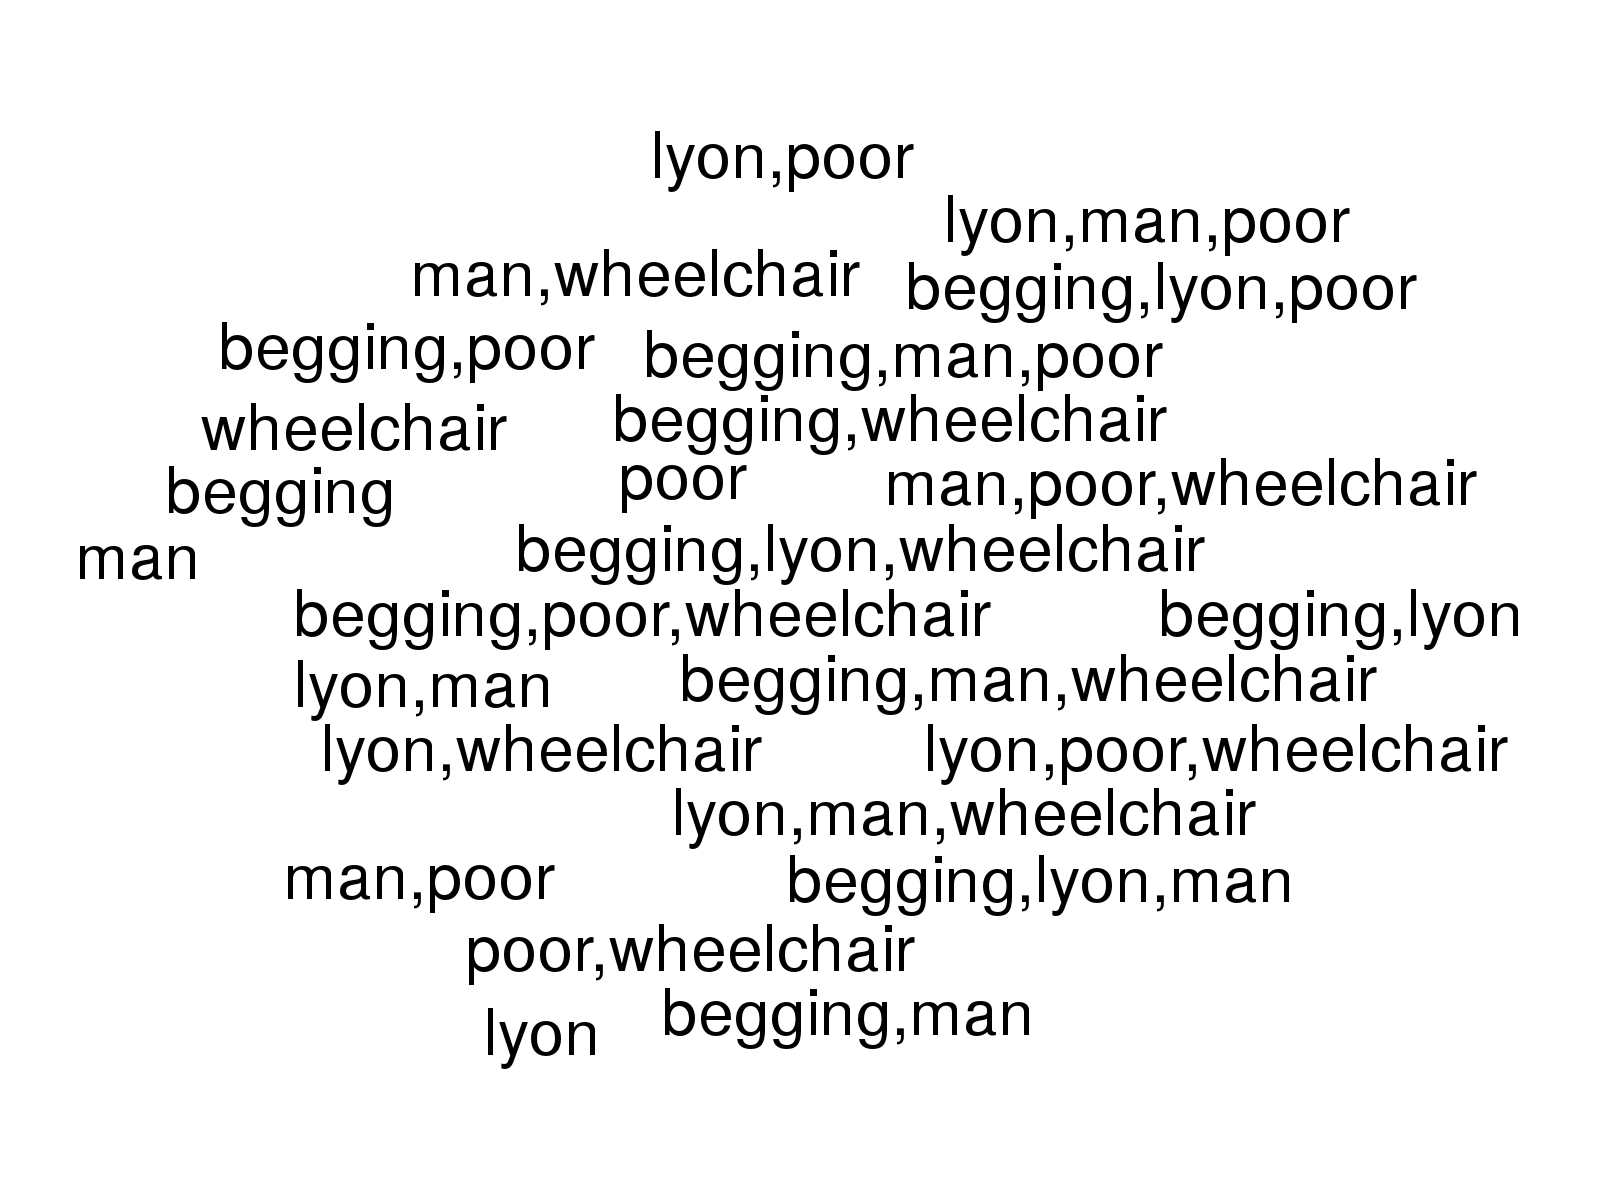 lyon,poor
lyon,man,poor
man,wheelchair
begging,lyon,poor
begging,poor
begging,man,poor
wheelchair
begging,wheelchair
begging
poor
man,poor,wheelchair
man
begging,lyon,wheelchair
begging,poor,wheelchair
begging,lyon
lyon,man
begging,man,wheelchair
lyon,wheelchair
lyon,poor,wheelchair
lyon,man,wheelchair
man,poor
begging,lyon,man
poor,wheelchair
lyon
begging,man